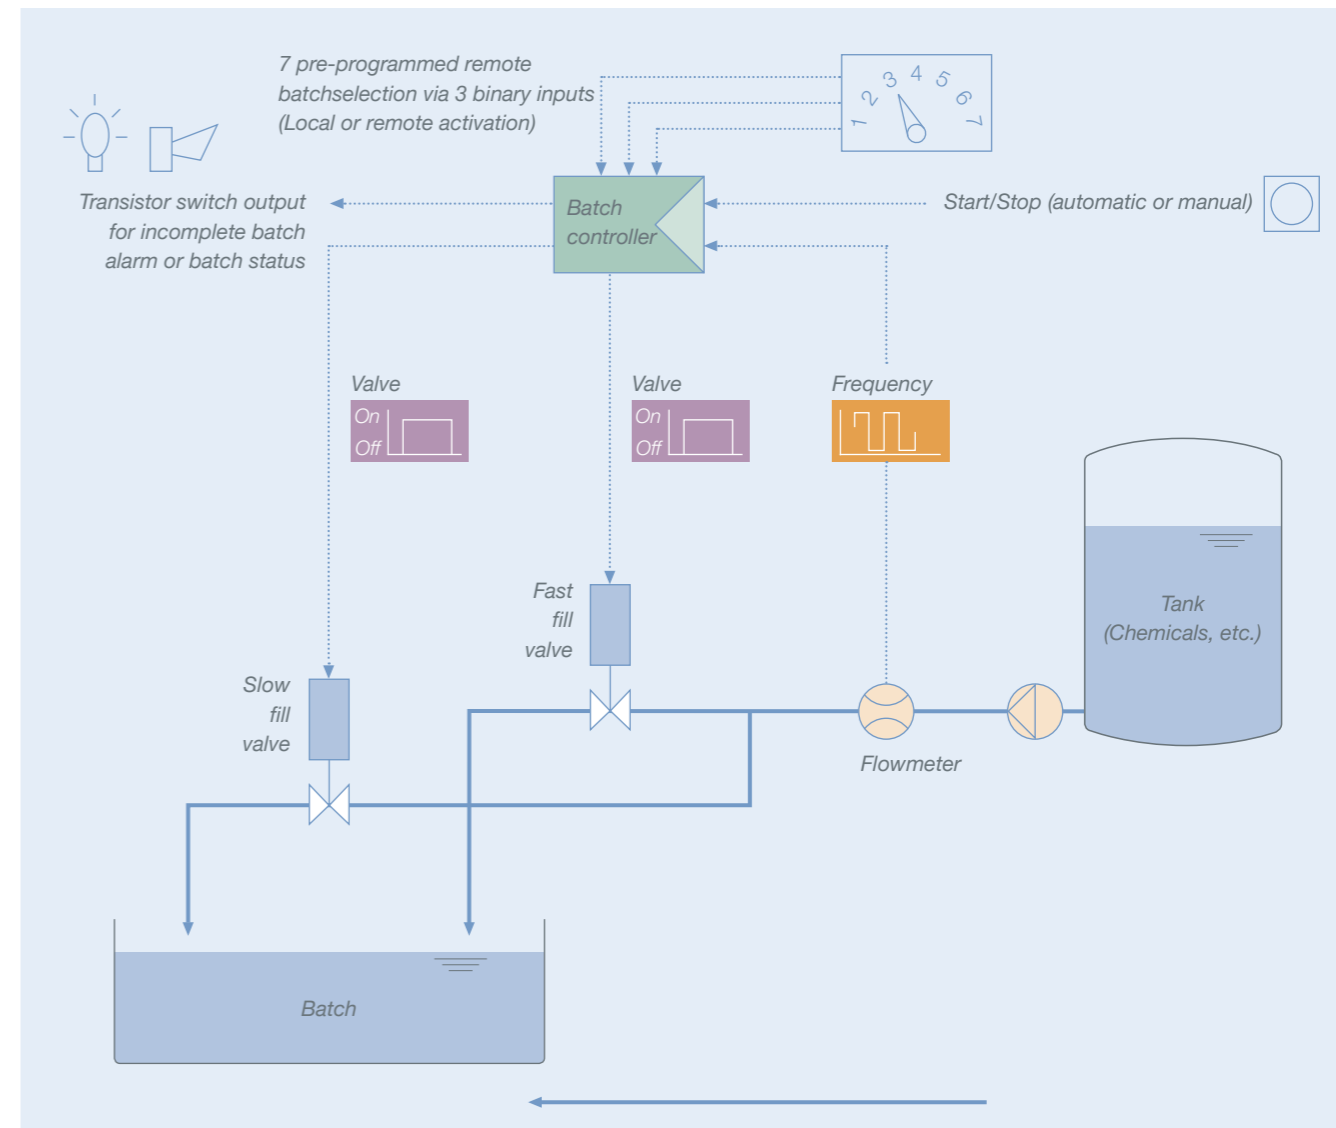 7 pre-programmed remote
batchselection via 3 binary inputs
(Local or remote activation)
1 2 3 4 5 6 7
Transistor switch output
for incomplete batch
alarm or batch status
Batch
controller
Start/Stop (automatic or manual)
Valve
On
Off
Valve
On
Off
Frequency
Fast
fill
valve
Tank
(Chemicals, etc.)
Slow
fill
valve
Flowmeter
Batch